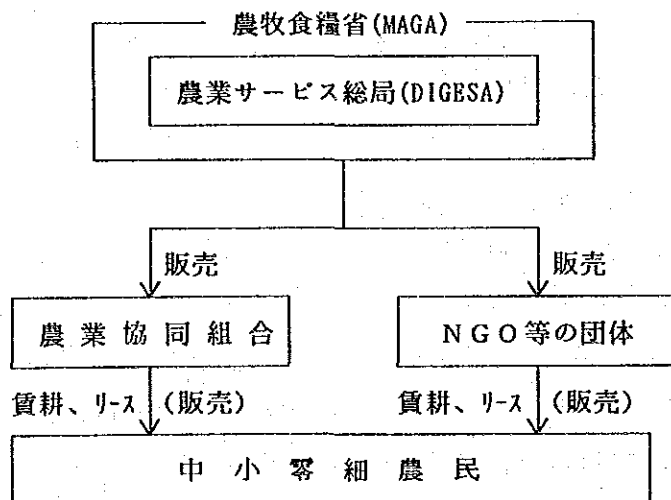 農牧食糧省(MAGA)
農業サービス総局(DIGESA)
販売 販売
農業協同組合 NGO等の団体
賃耕、リース (販売) 賃耕、リース (販売)
中小零細農民